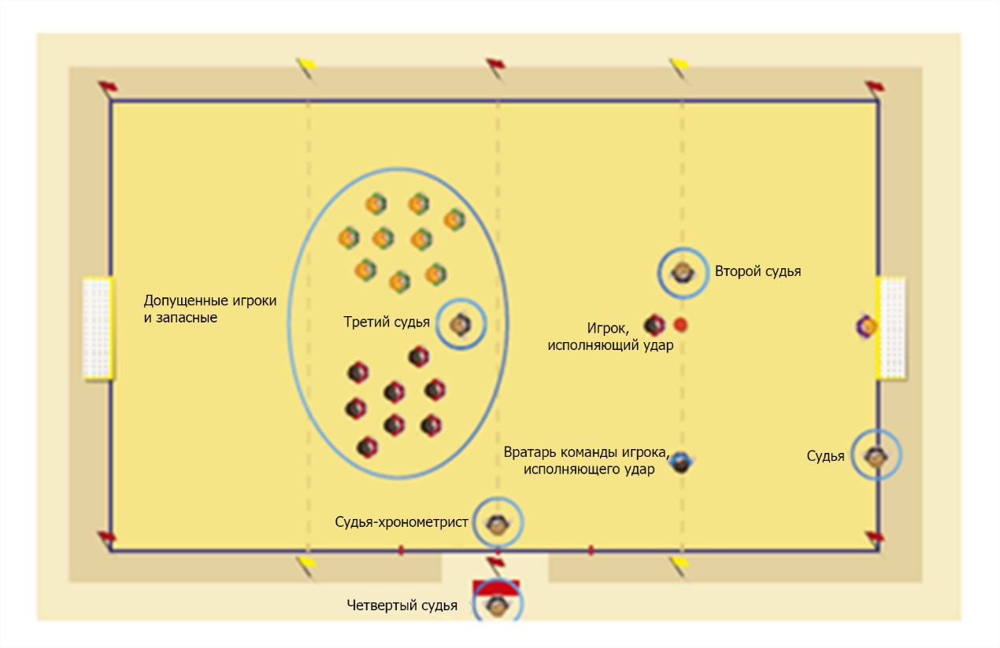 Второй судья
Допущенные игроки
и запасные
Третий судья
Игрок,
исполняющий удар
Вратарь команды игрока,
исполняющего удар
Судья
Судья-хронометрист
Четвертый судья